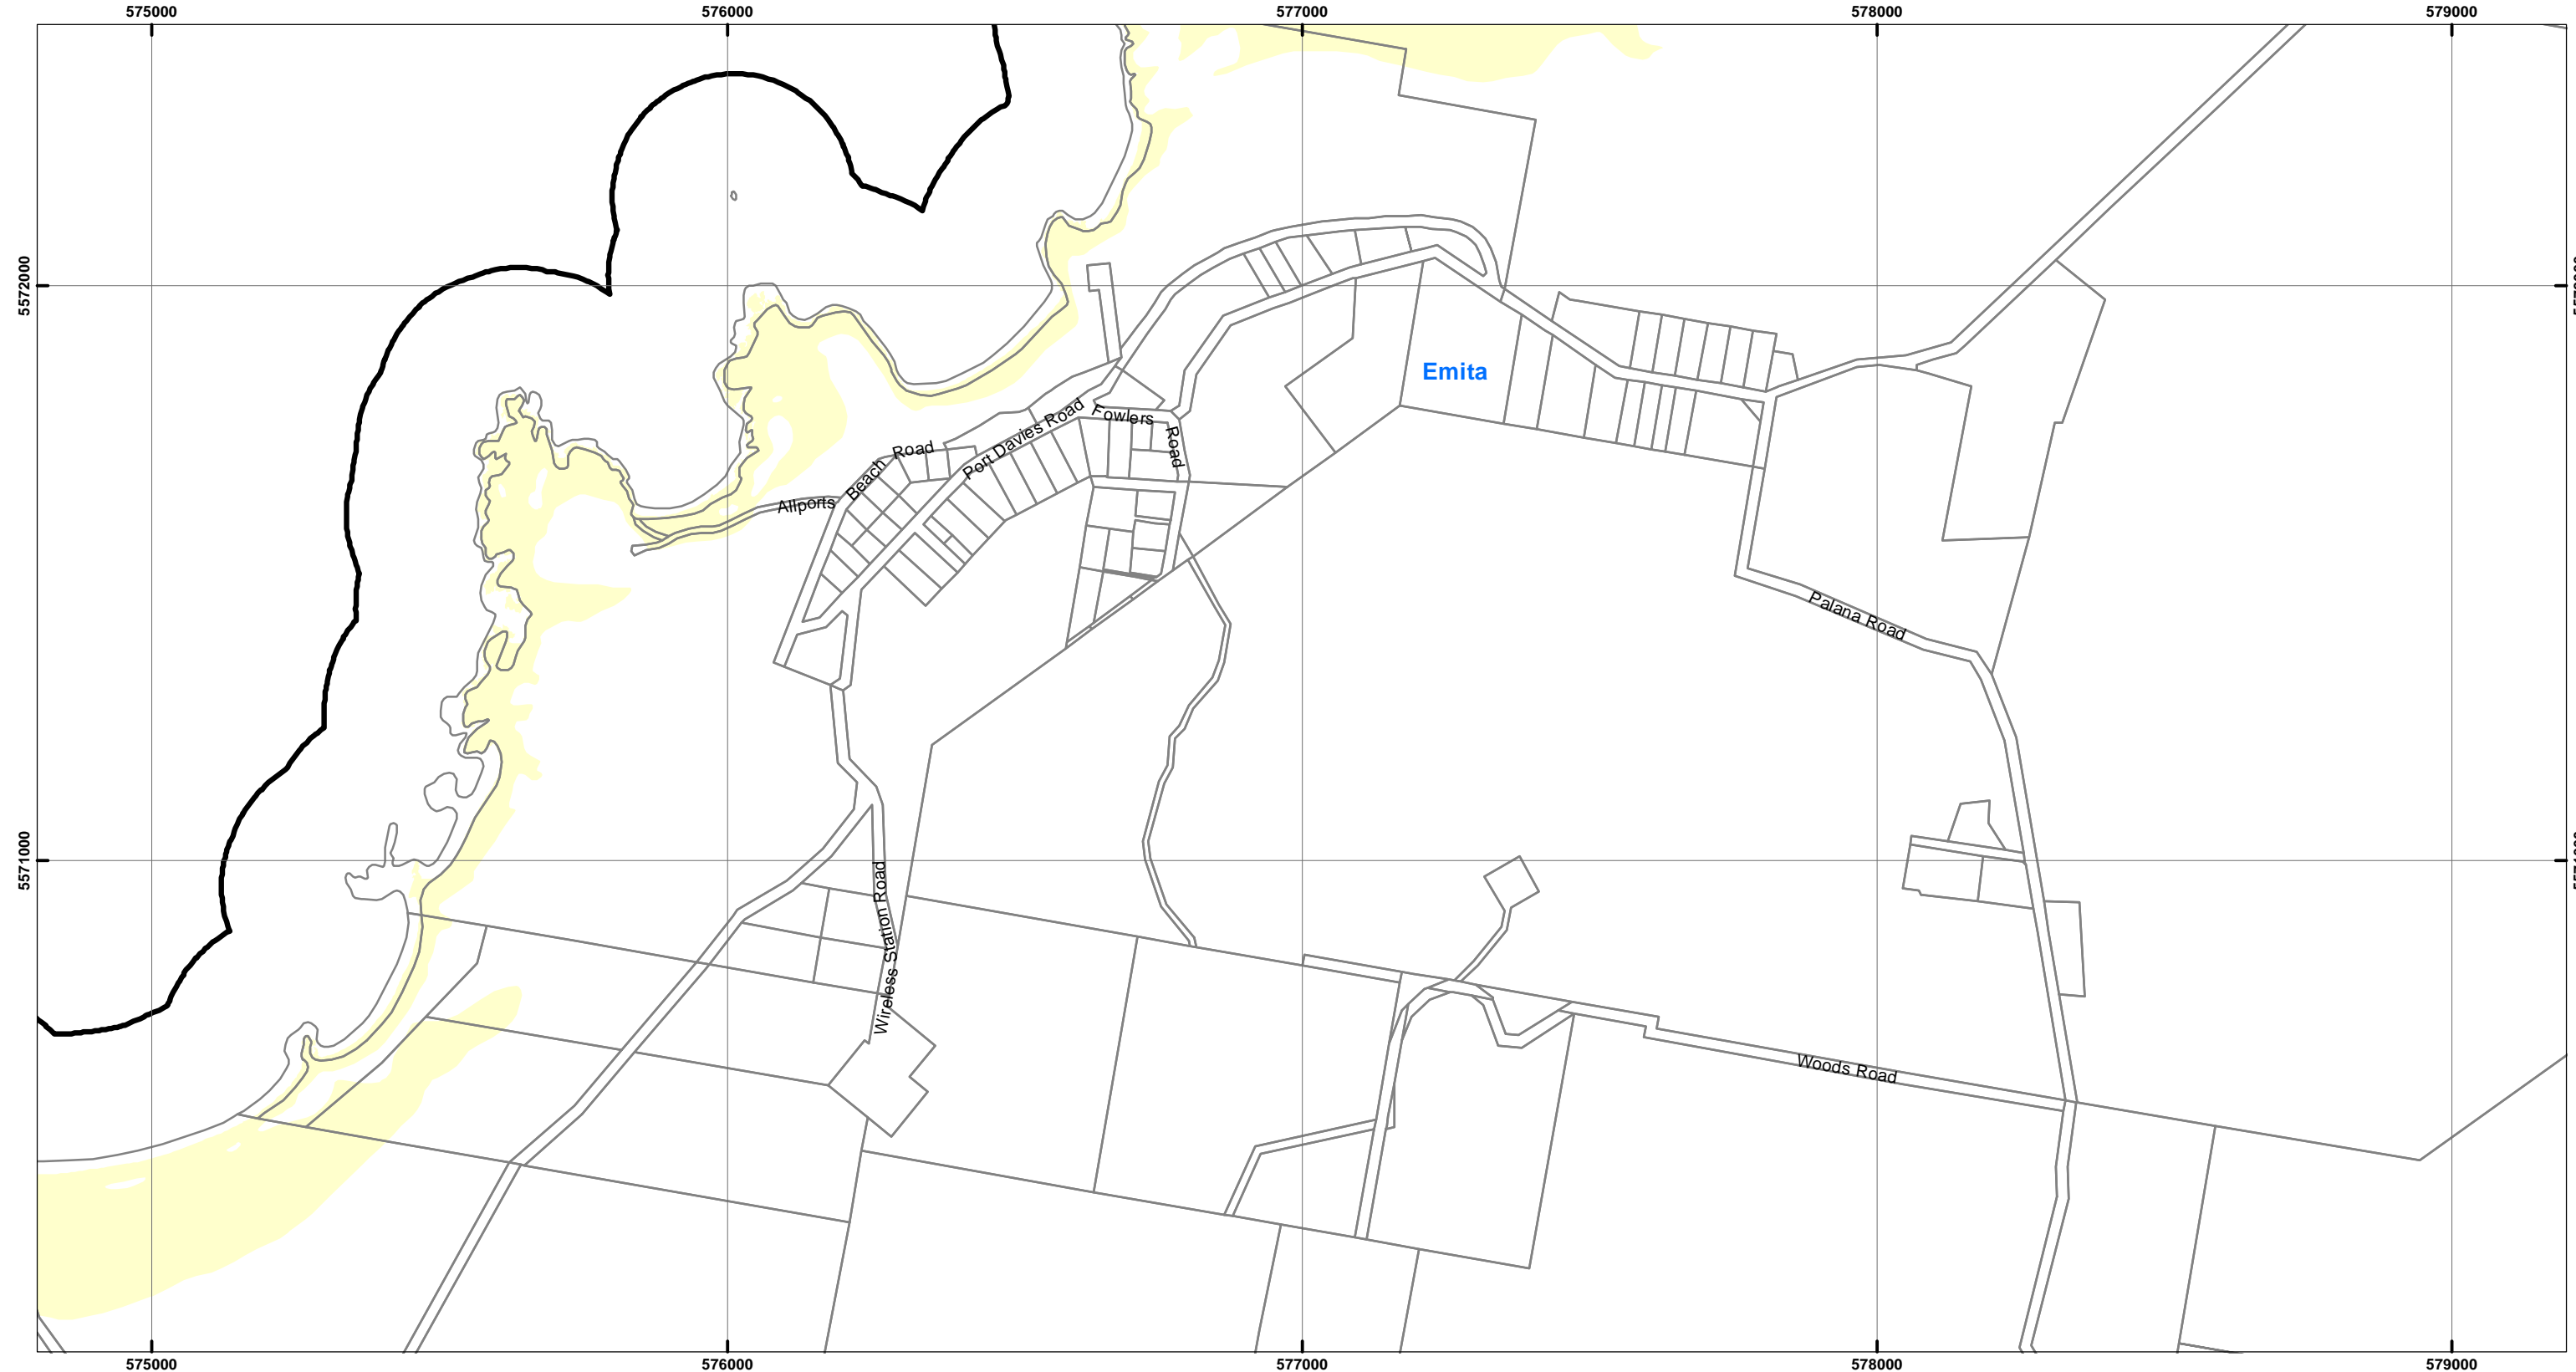 575000
576000
577000
578000
579000
5572000
Emita
Fowlers Road
Port Davies Road
Allports Beach Road
Palana Road
5571000
Wireless Station Road
Woods Road
575000
576000
577000
578000
579000